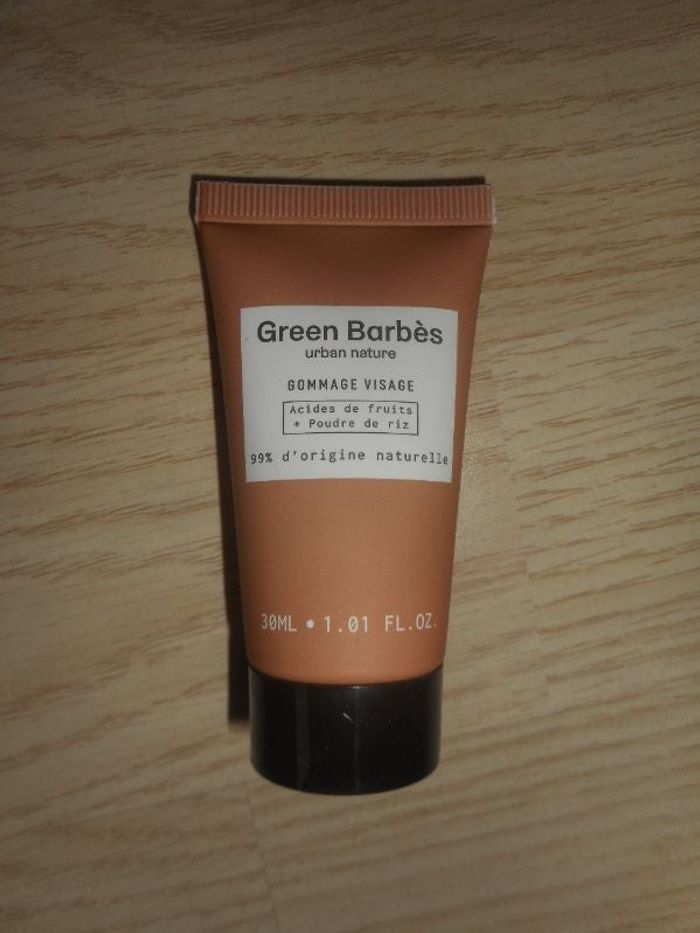 Green Barbès
urban nature
GOMMAGE VISAGE
Acides de fruits
+ Poudre de riz
99% d'origine naturelle
30ML • 1.01 FL.OZ.